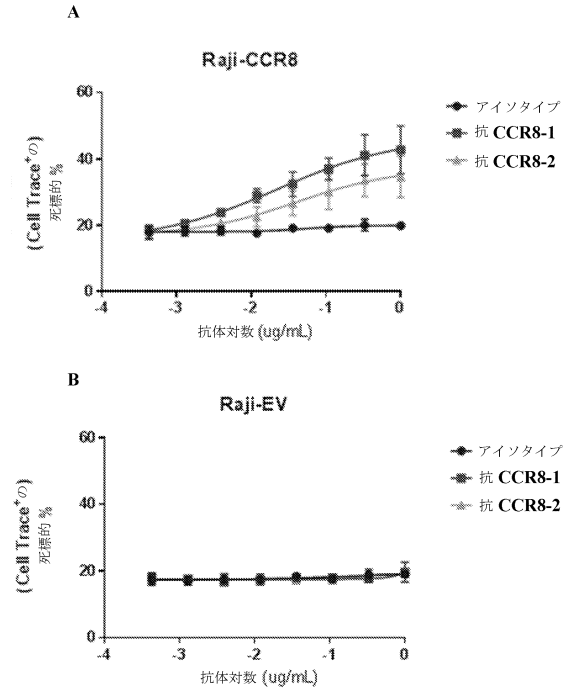 A
Raji-CCR8
60
40
20
0
-4
-3
-2
-1
0
(Cell Trace⁺の)
死標的 %
抗体対数 (ug/mL)
アイソタイプ
抗 CCR8-1
抗 CCR8-2
B
Raji-EV
60
40
20
0
-4
-3
-2
-1
0
(Cell Trace⁺の)
死標的 %
抗体対数 (ug/mL)
アイソタイプ
抗 CCR8-1
抗 CCR8-2